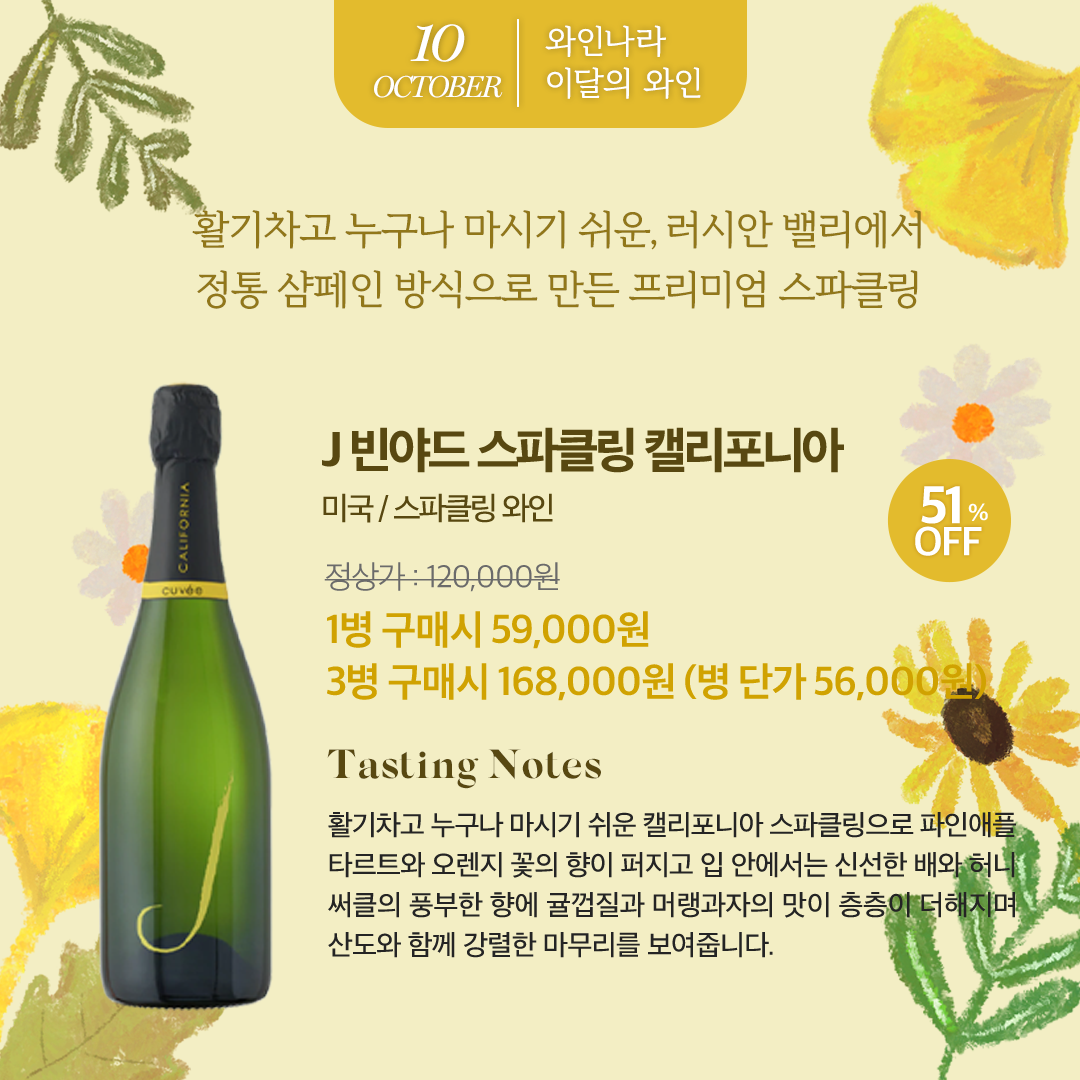 10
OCTOBER
와인나라
이달의 와인
활기차고 누구나 마시기 쉬운, 러시안 밸리에서
정통 샴페인 방식으로 만든 프리미엄 스파클링
J 빈야드 스파클링 캘리포니아
미국 / 스파클링 와인
51%
OFF
정상가 : 120,000원
1병 구매시 59,000원
3병 구매시 168,000원 (병 단가 56,000원)
CALIFORNIA
cuvée
J
Tasting Notes
활기차고 누구나 마시기 쉬운 캘리포니아 스파클링으로 파인애플
타르트와 오렌지 꽃의 향이 퍼지고 입 안에서는 신선한 배와 허니
써클의 풍부한 향에 귤껍질과 머랭과자의 맛이 층층이 더해지며
산도와 함께 강렬한 마무리를 보여줍니다.